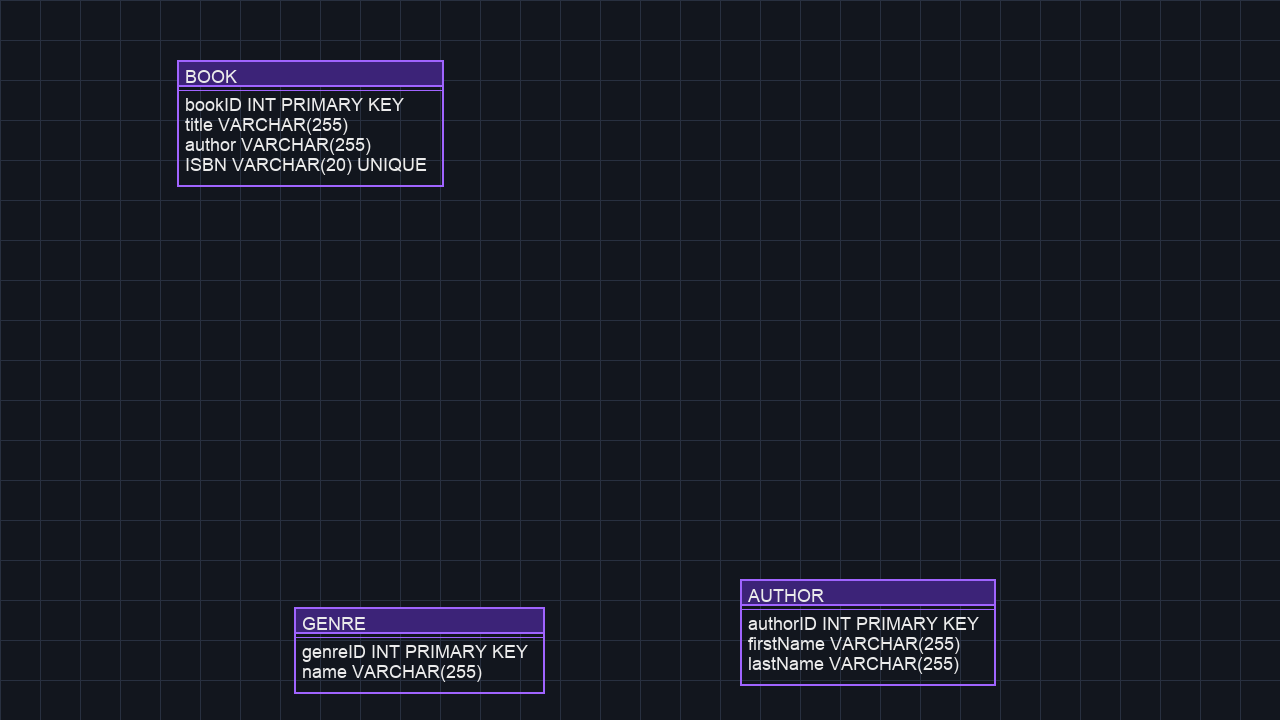 BOOK
bookID INT PRIMARY KEY
title VARCHAR(255)
author VARCHAR(255)
ISBN VARCHAR(20) UNIQUE
GENRE
genreID INT PRIMARY KEY
name VARCHAR(255)
AUTHOR
authorID INT PRIMARY KEY
firstName VARCHAR(255)
lastName VARCHAR(255)